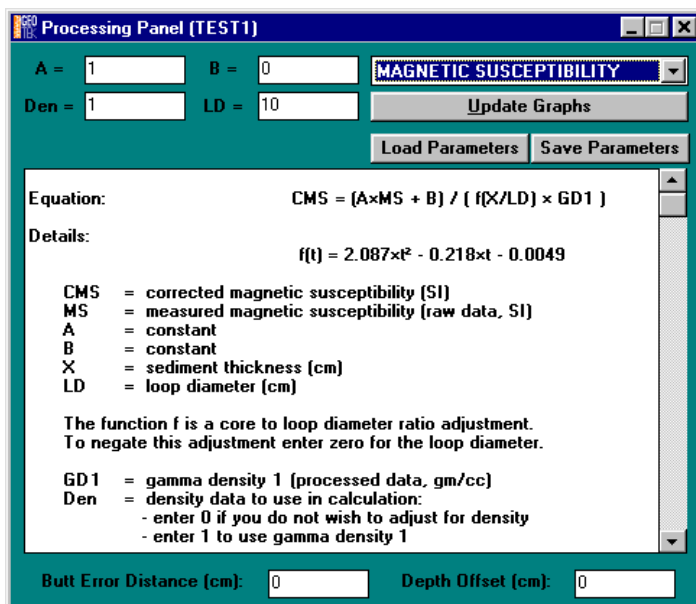 GEO TEK Processing Panel (TEST1)
A = 1 B = 0 MAGNETIC SUSCEPTIBILITY
Den = 1 LD = 10 Update Graphs
Load Parameters Save Parameters
Equation: CMS = (A×MS + B) / ( f(X/LD) × GD1 )
Details:
f(t) = 2.087×t² - 0.218×t - 0.0049
CMS = corrected magnetic susceptibility (SI)
MS = measured magnetic susceptibility (raw data, SI)
A = constant
B = constant
X = sediment thickness (cm)
LD = loop diameter (cm)
The function f is a core to loop diameter ratio adjustment.
To negate this adjustment enter zero for the loop diameter.
GD1 = gamma density 1 (processed data, gm/cc)
Den = density data to use in calculation:
- enter 0 if you do not wish to adjust for density
- enter 1 to use gamma density 1
Butt Error Distance (cm): 0 Depth Offset (cm): 0